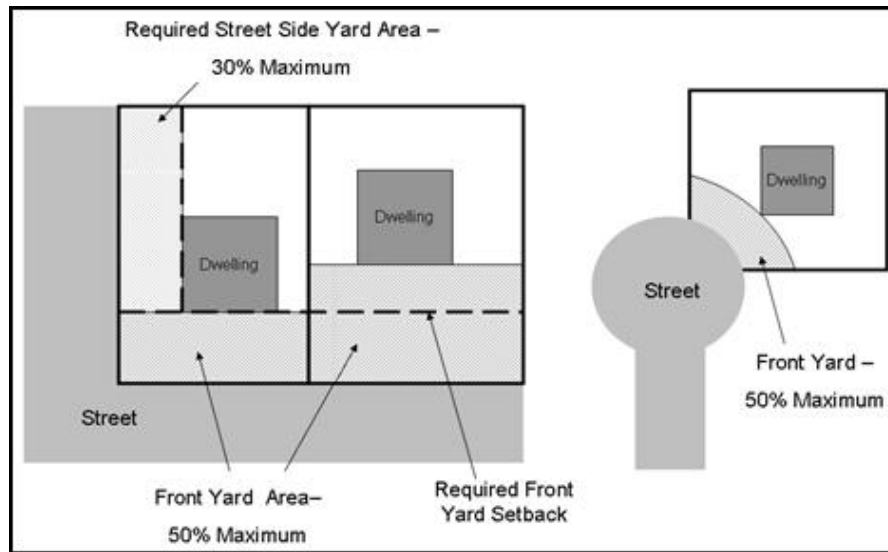 Required Street Side Yard Area –
30% Maximum
Dwelling
Dwelling
Street
Front Yard Area–
50% Maximum
Required Front
Yard Setback
Dwelling
Street
Front Yard –
50% Maximum